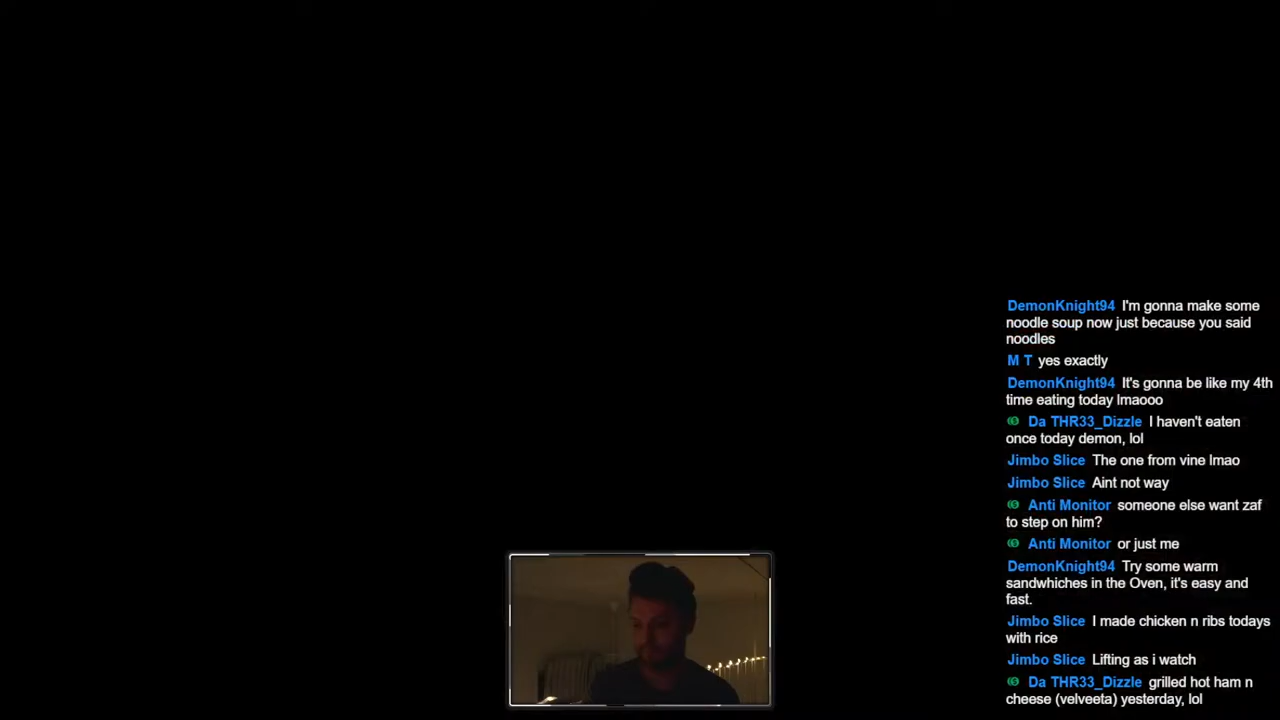 DemonKnight94 I'm gonna make some
noodle soup now just because you said
noodles
M T yes exactly
DemonKnight94 It's gonna be like my 4th
time eating today lmaooo
Da THR33_Dizzle I haven't eaten
once today demon, lol
Jimbo Slice The one from vine lmao
Jimbo Slice Aint not way
Anti Monitor someone else want zaf
to step on him?
Anti Monitor or just me
DemonKnight94 Try some warm
sandwhiches in the Oven, it's easy and
fast.
Jimbo Slice I made chicken n ribs todays
with rice
Jimbo Slice Lifting as i watch
Da THR33_Dizzle grilled hot ham n
cheese (velveeta) yesterday, lol